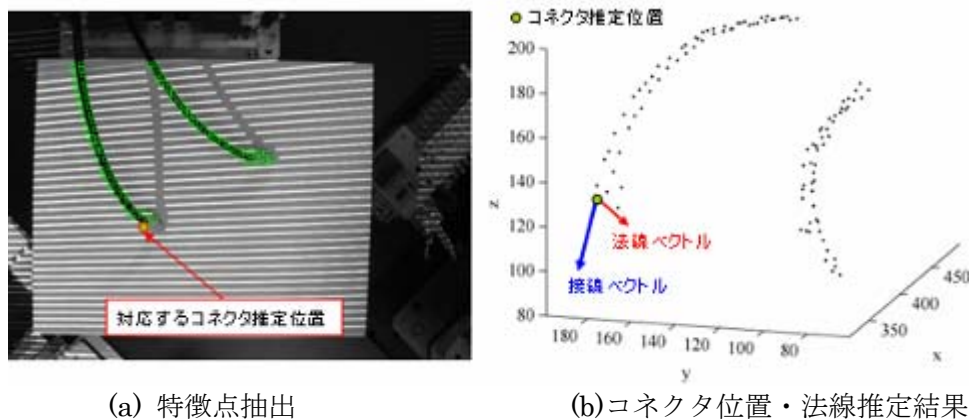 対応するコネクタ推定位置
(a) 特徴点抽出
コネクタ推定位置
200
180
160
140
120
100
80
z
法線ベクトル
接線ベクトル
180
160
140
120
100
80
y
350
400
450
x
(b)コネクタ位置・法線推定結果